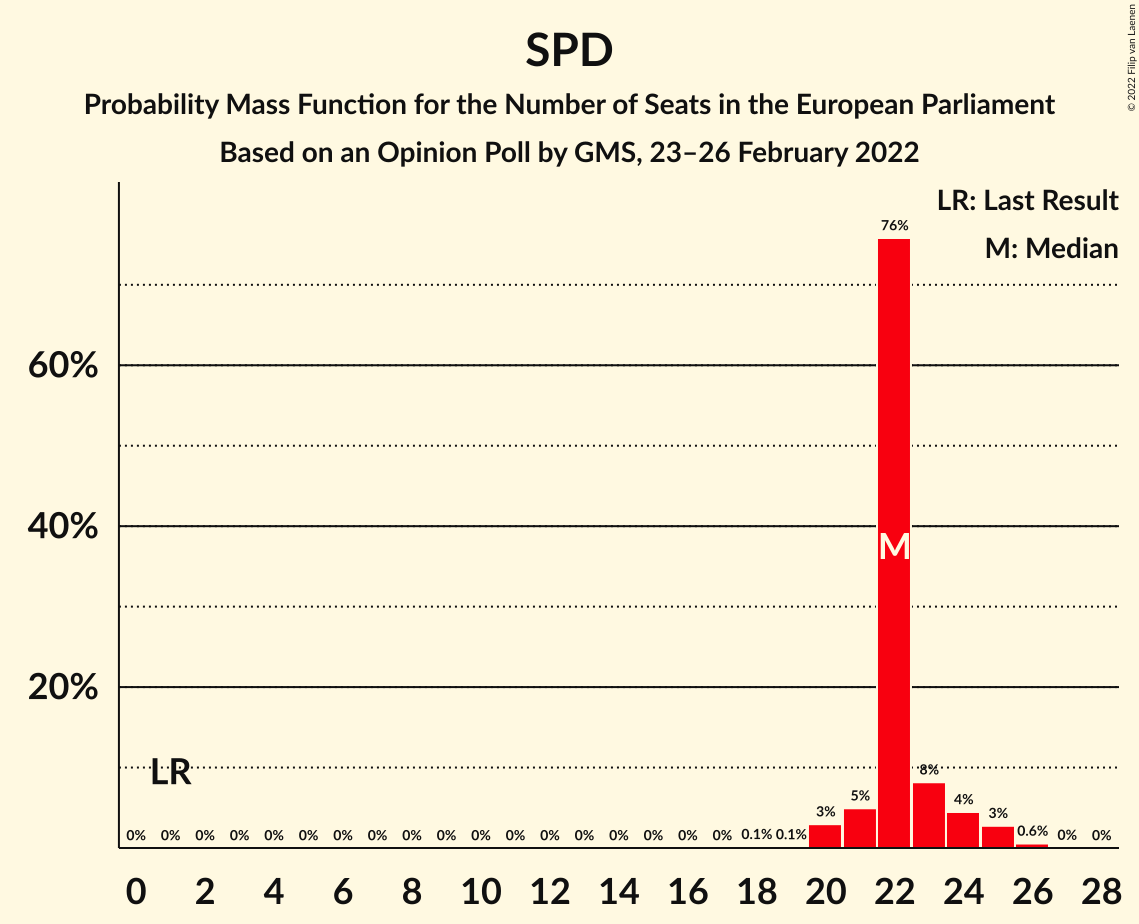 SPD
Probability Mass Function for the Number of Seats in the European Parliament
Based on an Opinion Poll by GMS, 23–26 February 2022
© 2022 Filip van Laenen
LR: Last Result
M: Median
76%
60%
40%
M
20%
LR
8%
5%
4%
3%
3%
0% 0% 0% 0% 0% 0% 0% 0% 0% 0% 0% 0% 0% 0% 0% 0% 0% 0% 0.1% 0.1% 0.6% 0% 0%
0 2 4 6 8 10 12 14 16 18 20 22 24 26 28